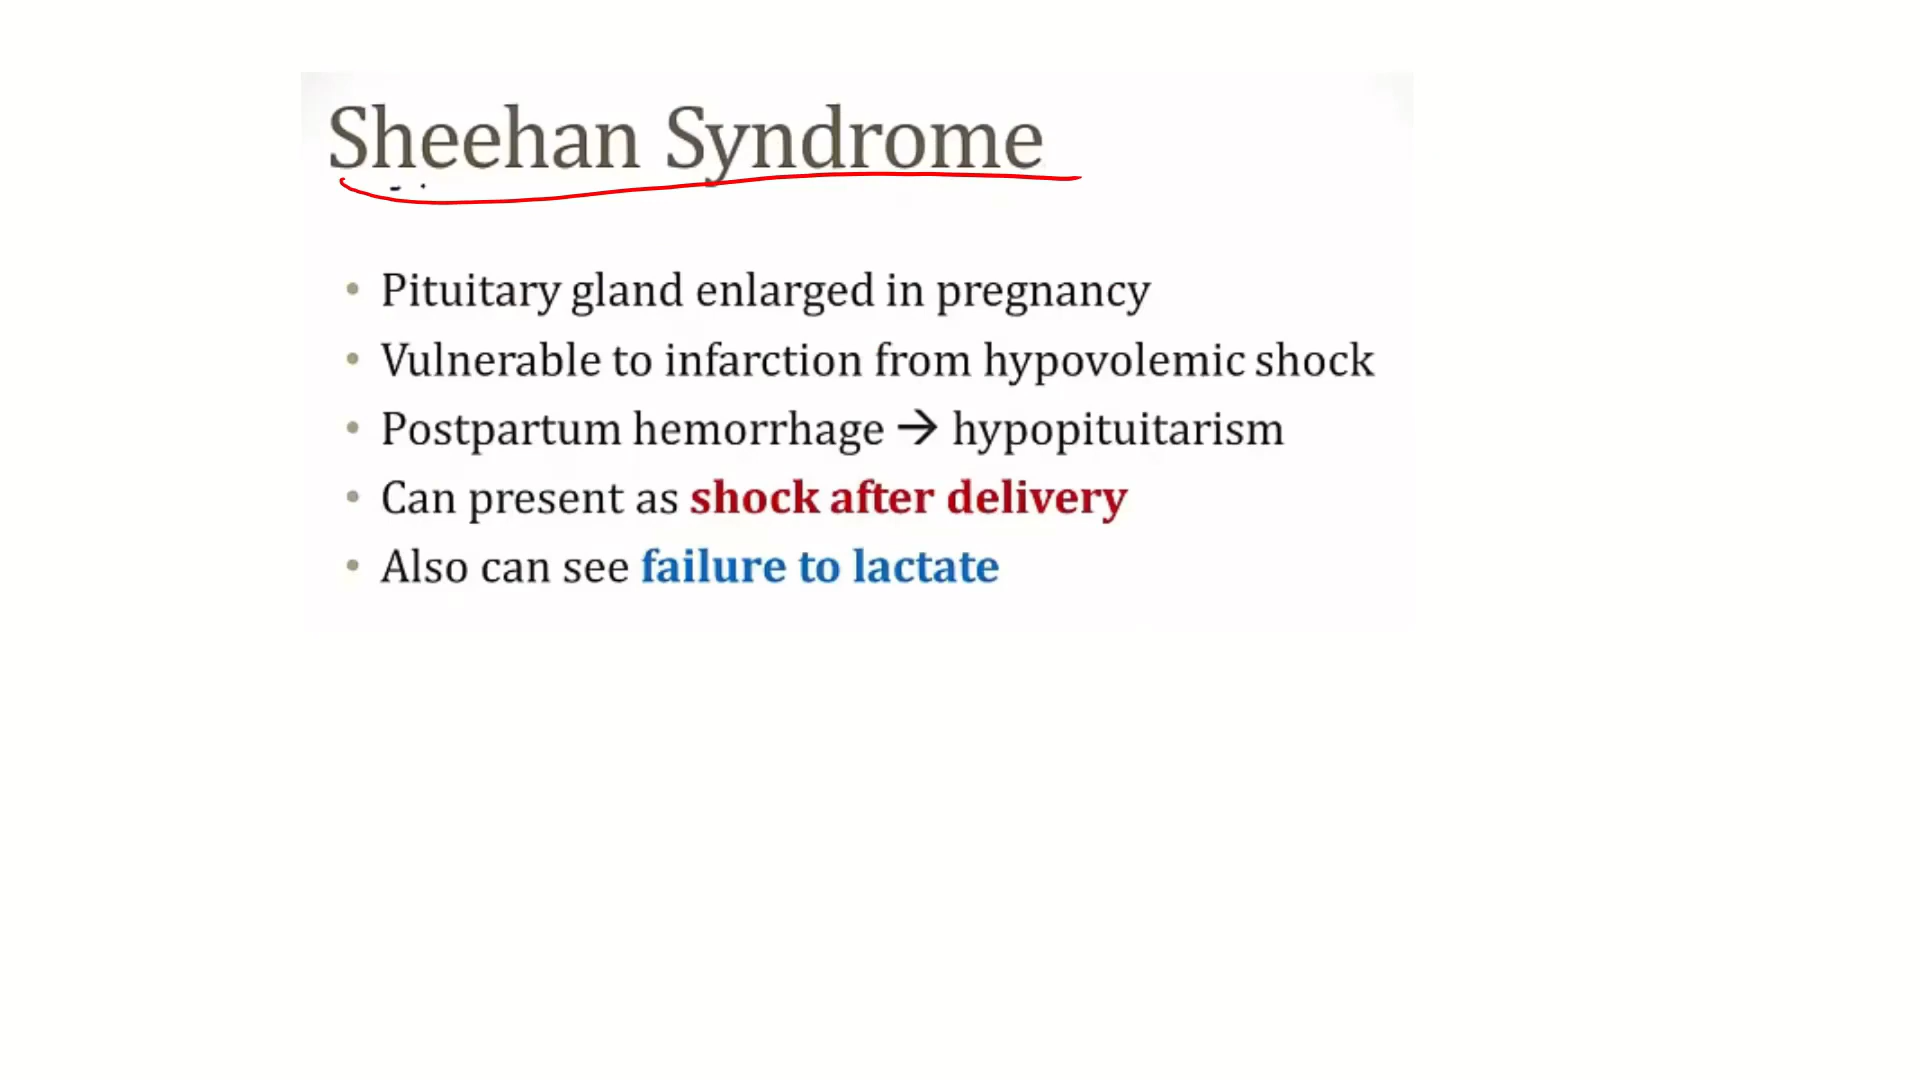 Sheehan Syndrome
• Pituitary gland enlarged in pregnancy
• Vulnerable to infarction from hypovolemic shock
• Postpartum hemorrhage → hypopituitarism
• Can present as shock after delivery
• Also can see failure to lactate